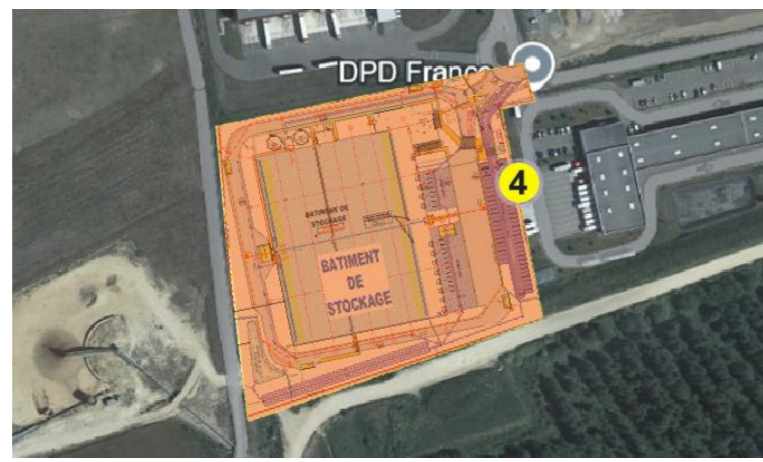 DPD France
4
BATIMENT DE
STOCKAGE
BATIMENT
DE
STOCKAGE